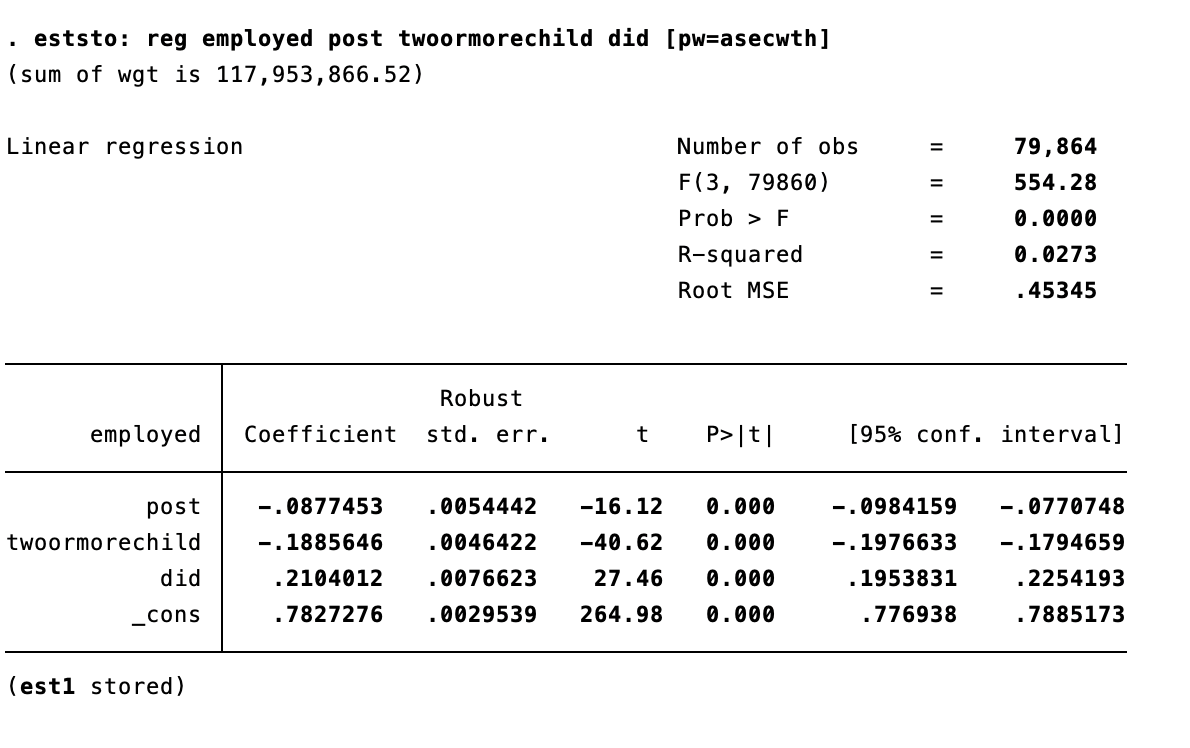 . eststo: reg employed post twoormorechild did [pw=asecwth]
(sum of wgt is 117,953,866.52)
Linear regression Number of obs = 79,864
F(3, 79860) = 554.28
Prob > F = 0.0000
R-squared = 0.0273
Root MSE = .45345
Robust
employed Coefficient std. err. t P>|t| [95% conf. interval]
post -.0877453 .0054442 -16.12 0.000 -.0984159 -.0770748
twoormorechild -.1885646 .0046422 -40.62 0.000 -.1976633 -.1794659
did .2104012 .0076623 27.46 0.000 .1953831 .2254193
_cons .7827276 .0029539 264.98 0.000 .776938 .7885173
(est1 stored)